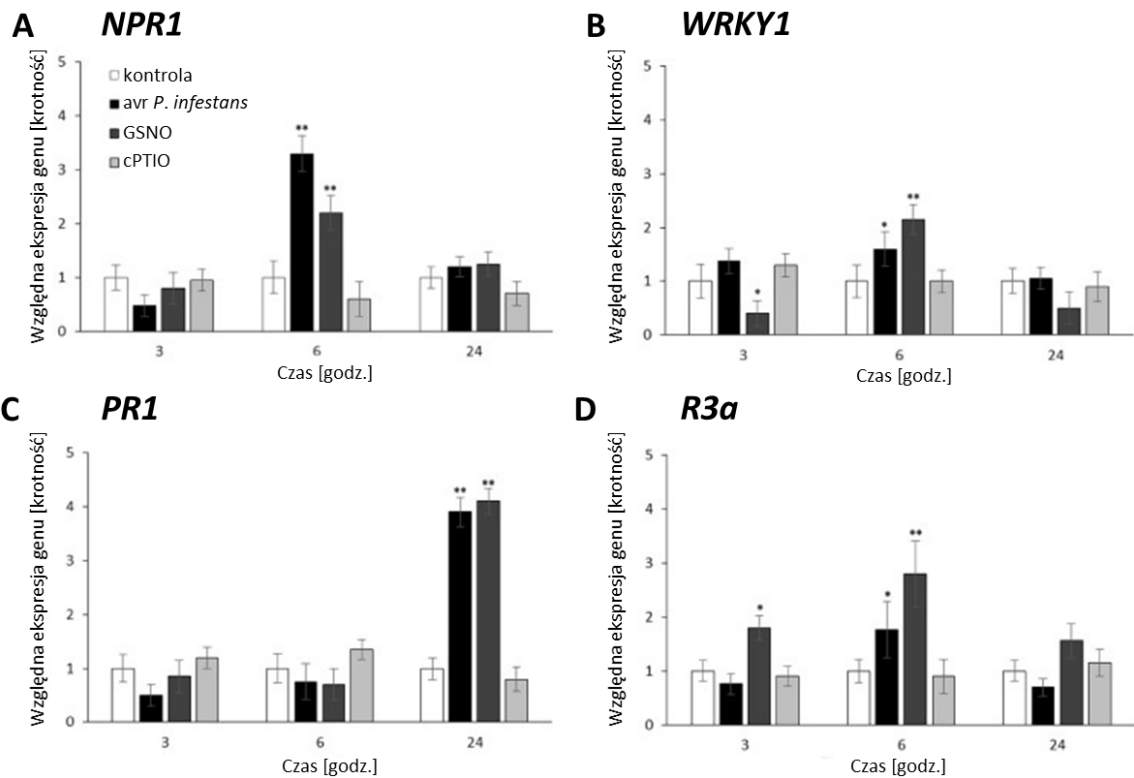 A NPR1
Względna ekspresja genu [krotność]
5
4
3
2
1
0
kontrola
avr P. infestans
GSNO
cPTIO
**
**
3 6 24
Czas [godz.]
B WRKY1
Względna ekspresja genu [krotność]
5
4
3
2
1
0
*
*
**
3 6 24
Czas [godz.]
C PR1
Względna ekspresja genu [krotność]
5
4
3
2
1
0
** **
3 6 24
Czas [godz.]
D R3a
Względna ekspresja genu [krotność]
5
4
3
2
1
0
*
*
**
3 6 24
Czas [godz.]